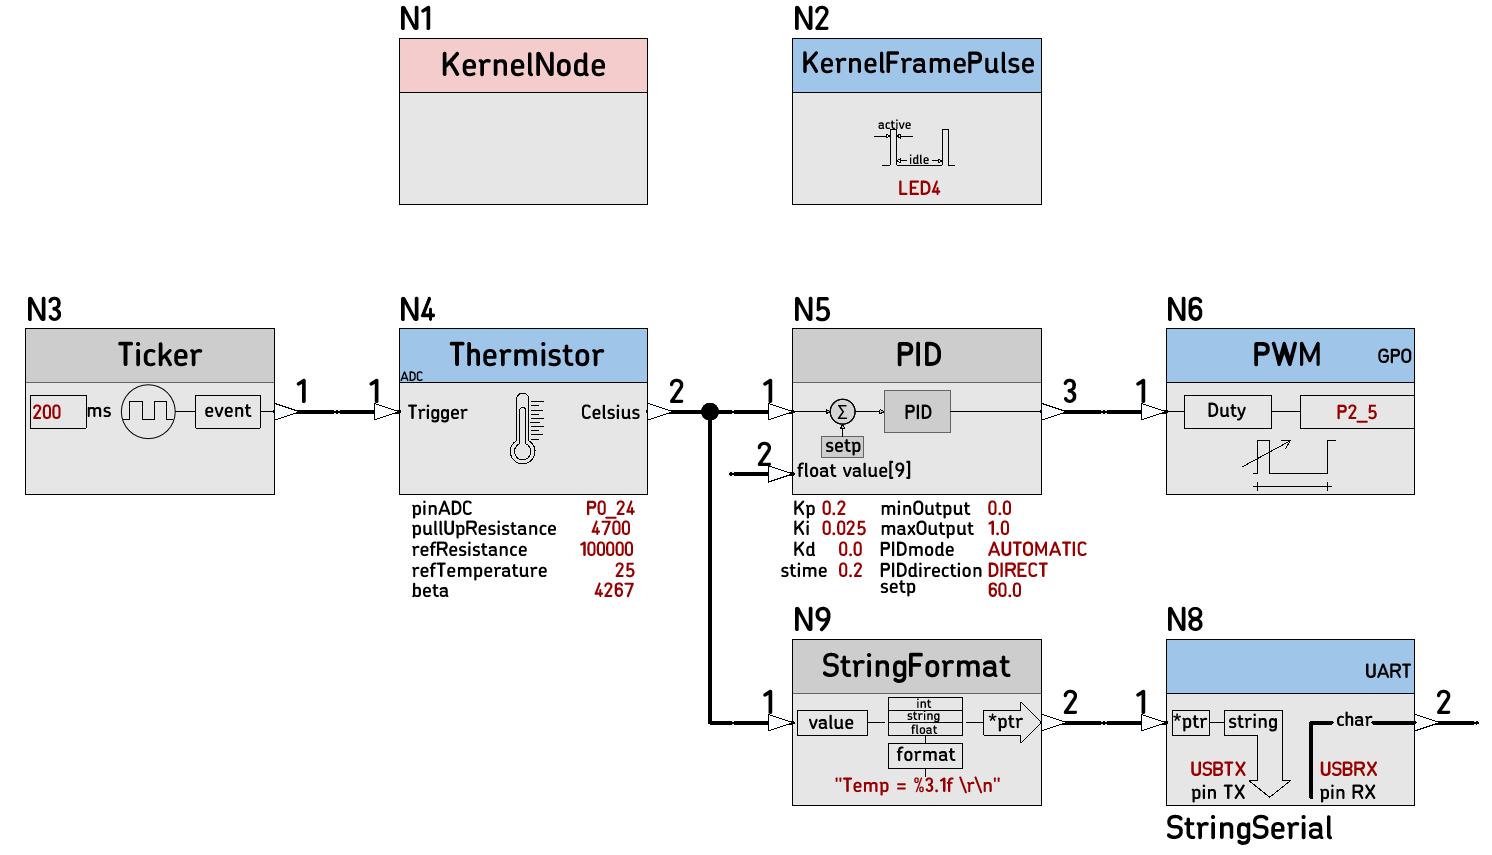 N1
KernelNode
N2
KernelFramePulse
active
idle
LED4
N3
Ticker
200 ms
event
1
N4
Thermistor
ADC
1
Trigger
Celsius
2
pinADC P0_24
pullUpResistance 4700
refResistance 100000
refTemperature 25
beta 4267
N5
PID
1
Σ
PID
3
setp
2
float value[9]
Kp 0.2 minOutput 0.0
Ki 0.025 maxOutput 1.0
Kd 0.0 PIDmode AUTOMATIC
stime 0.2 PIDdirection DIRECT
setp 60.0
N6
PWM GPO
1
Duty
P2_5
N9
StringFormat
1
value
int
string
float
*ptr
2
format
"Temp = %3.1f \r\n"
N8
UART
1
*ptr
string
char
2
USBTX
pin TX
USBRX
pin RX
StringSerial